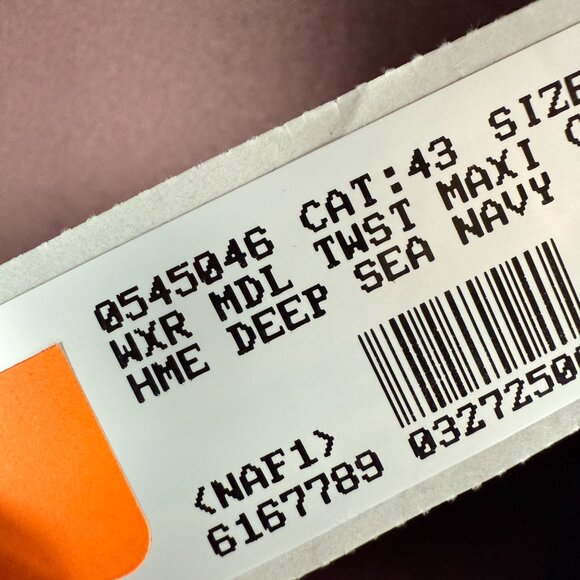 0545046 CAT:43 SIZE
WXR MDL TWST MAXI
HME DEEP SEA NAVY
<NAF1>
6167789 0327250